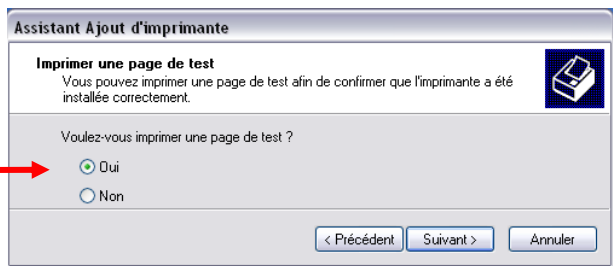 Assistant Ajout d'imprimante
Imprimer une page de test
Vous pouvez imprimer une page de test afin de confirmer que l'imprimante a été
installée correctement.
Voulez-vous imprimer une page de test ?
Oui
Non
< Précédent Suivant > Annuler